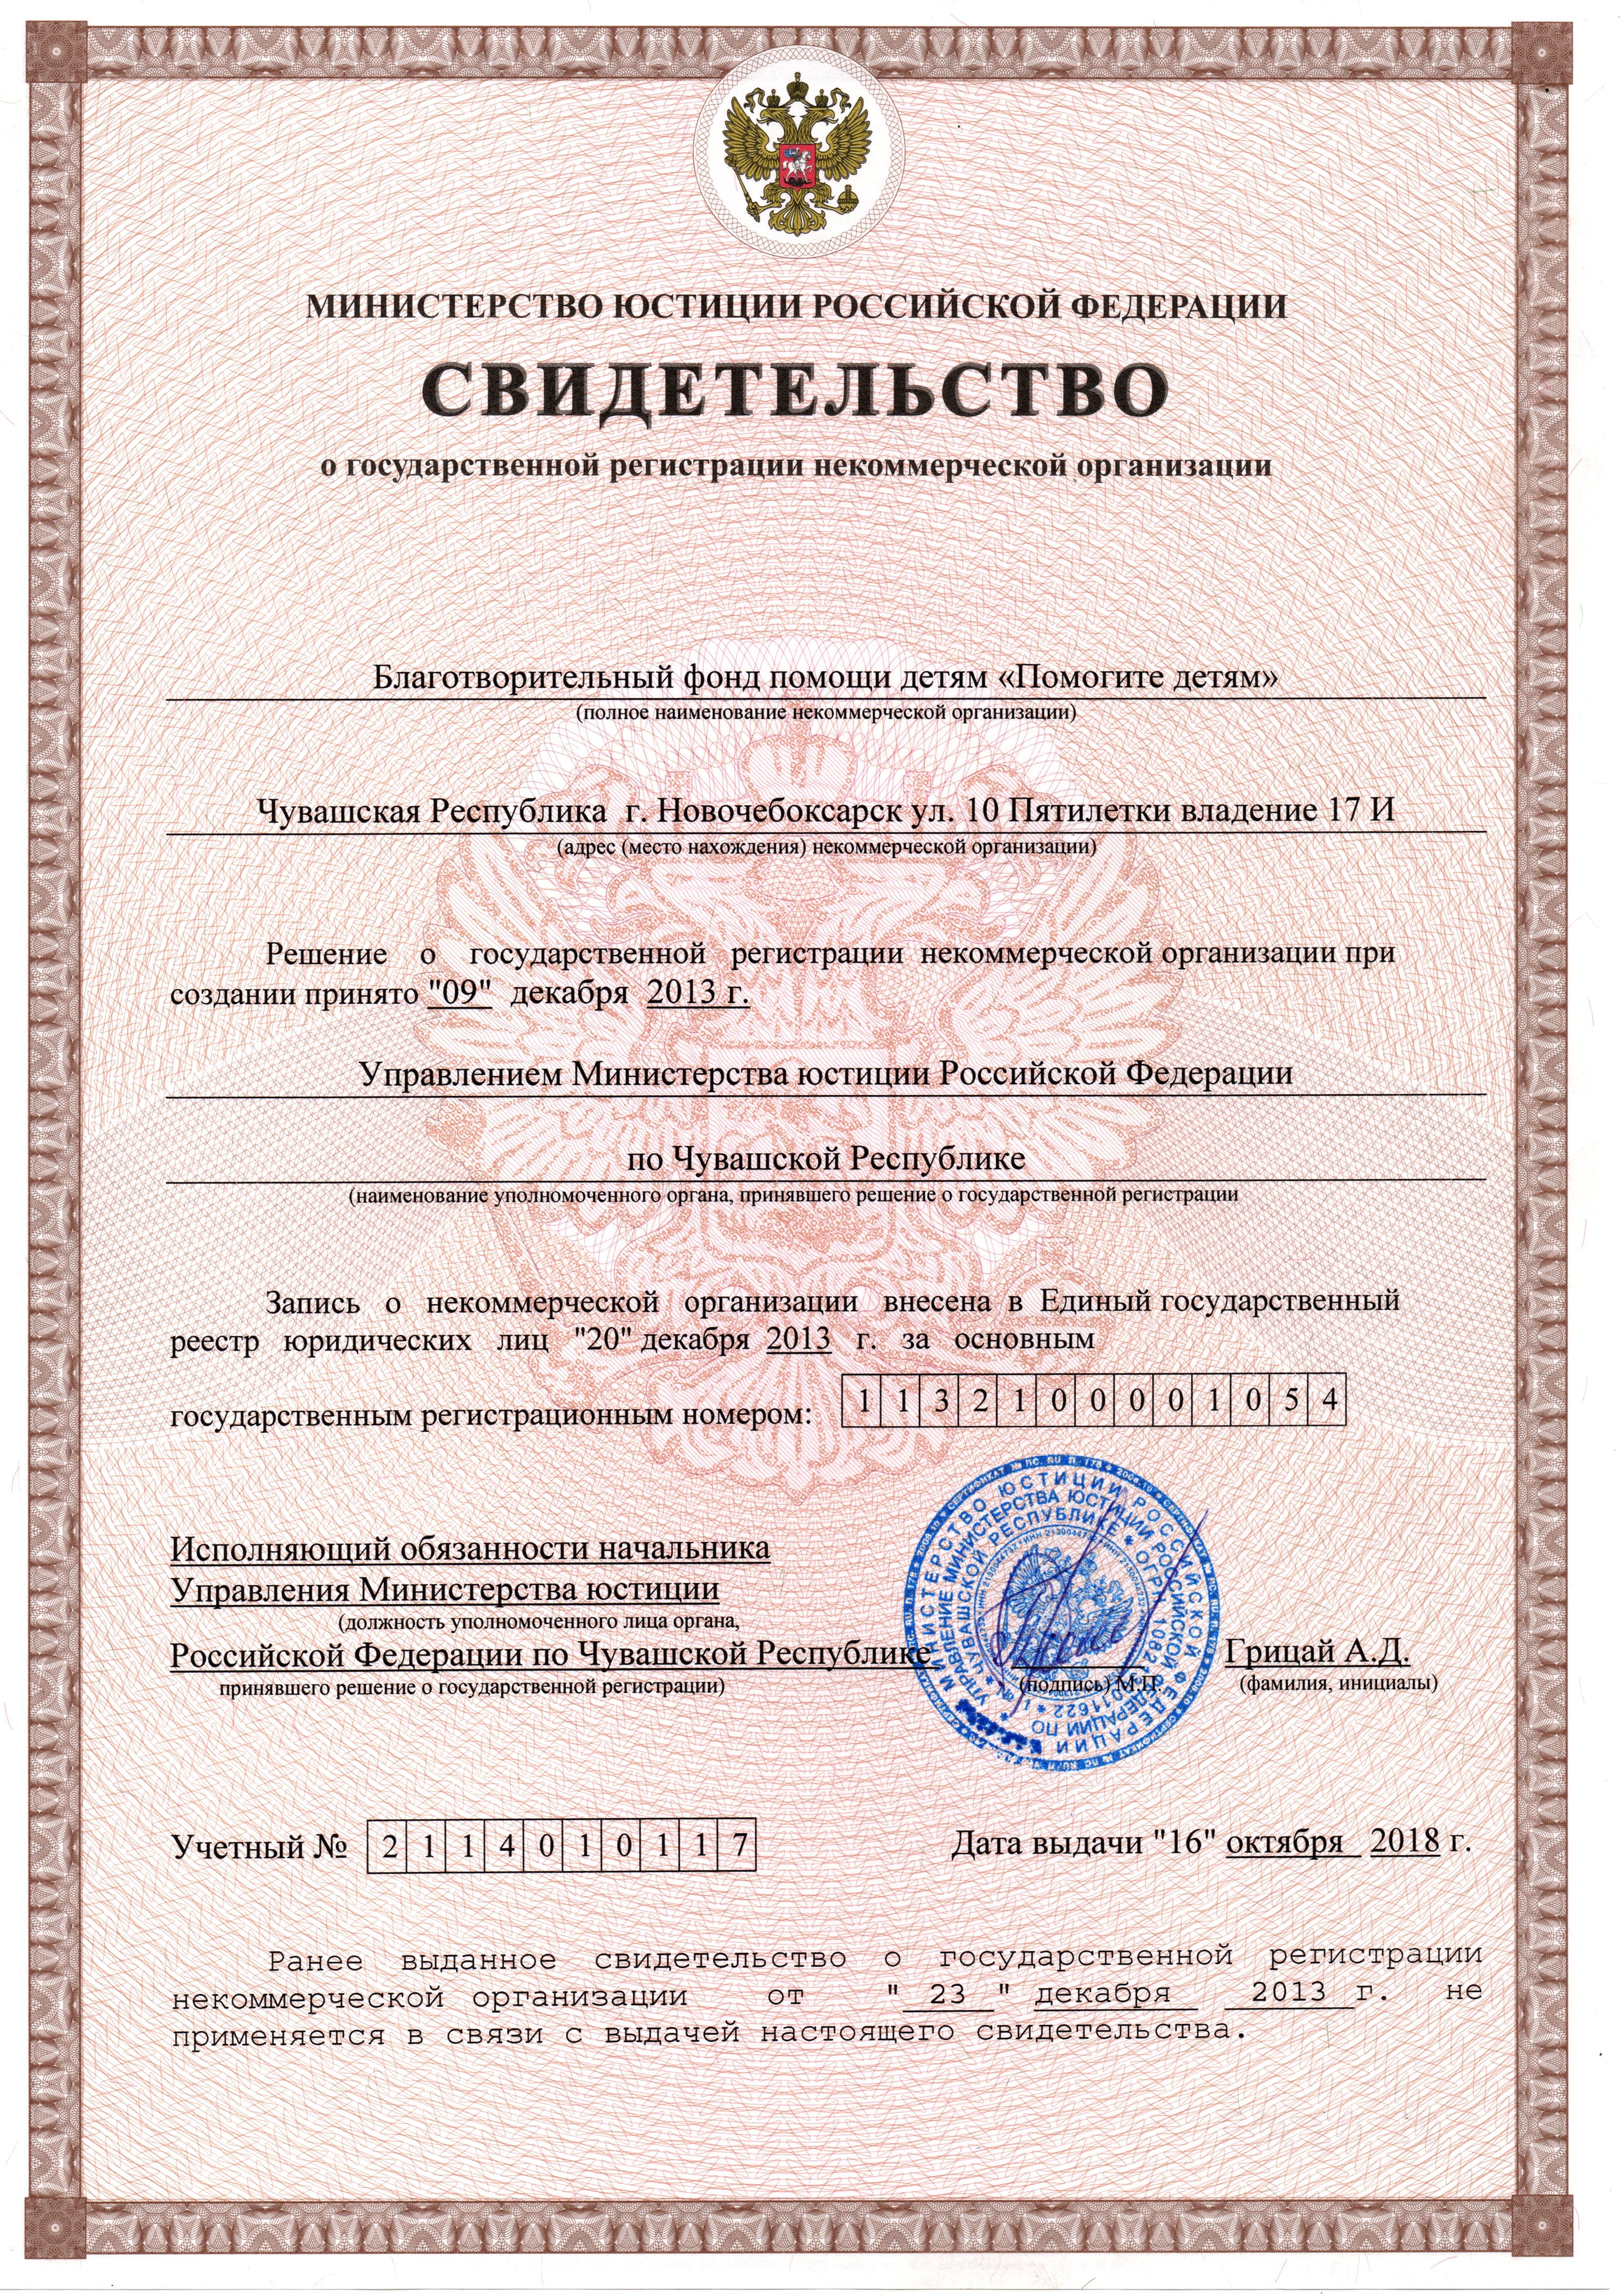 МИНИСТЕРСТВО ЮСТИЦИИ РОССИЙСКОЙ ФЕДЕРАЦИИ
СВИДЕТЕЛЬСТВО
о государственной регистрации некоммерческой организации
Благотворительный фонд помощи детям «Помогите детям»
(полное наименование некоммерческой организации)
Чувашская Республика г. Новочебоксарск ул. 10 Пятилетки владение 17 И
(адрес (место нахождения) некоммерческой организации)
Решение о государственной регистрации некоммерческой организации при
создании принято "09" декабря 2013 г.
Управлением Министерства юстиции Российской Федерации
по Чувашской Республике
(наименование уполномоченного органа, принявшего решение о государственной регистрации
Запись о некоммерческой организации внесена в Единый государственный
реестр юридических лиц "20" декабря 2013 г. за основным
государственным регистрационным номером: 1 1 3 2 1 0 0 0 0 1 0 5 4
Исполняющий обязанности начальника
Управления Министерства юстиции
(должность уполномоченного лица органа,
Российской Федерации по Чувашской Республике Грицай А.Д.
принявшего решение о государственной регистрации) (подпись) М.П. (фамилия, инициалы)
МИНИСТЕРСТВО ЮСТИЦИИ РОССИЙСКОЙ ФЕДЕРАЦИИ
УПРАВЛЕНИЕ МИНИСТЕРСТВА ЮСТИЦИИ РОССИЙСКОЙ ФЕДЕРАЦИИ ПО
ЧУВАШСКОЙ РЕСПУБЛИКЕ * ОГРН
Учетный № 2 1 1 4 0 1 0 1 1 7 Дата выдачи "16" октября 2018 г.
Ранее выданное свидетельство о государственной регистрации
некоммерческой организации от " 23 " декабря 2013 г. не
применяется в связи с выдачей настоящего свидетельства.